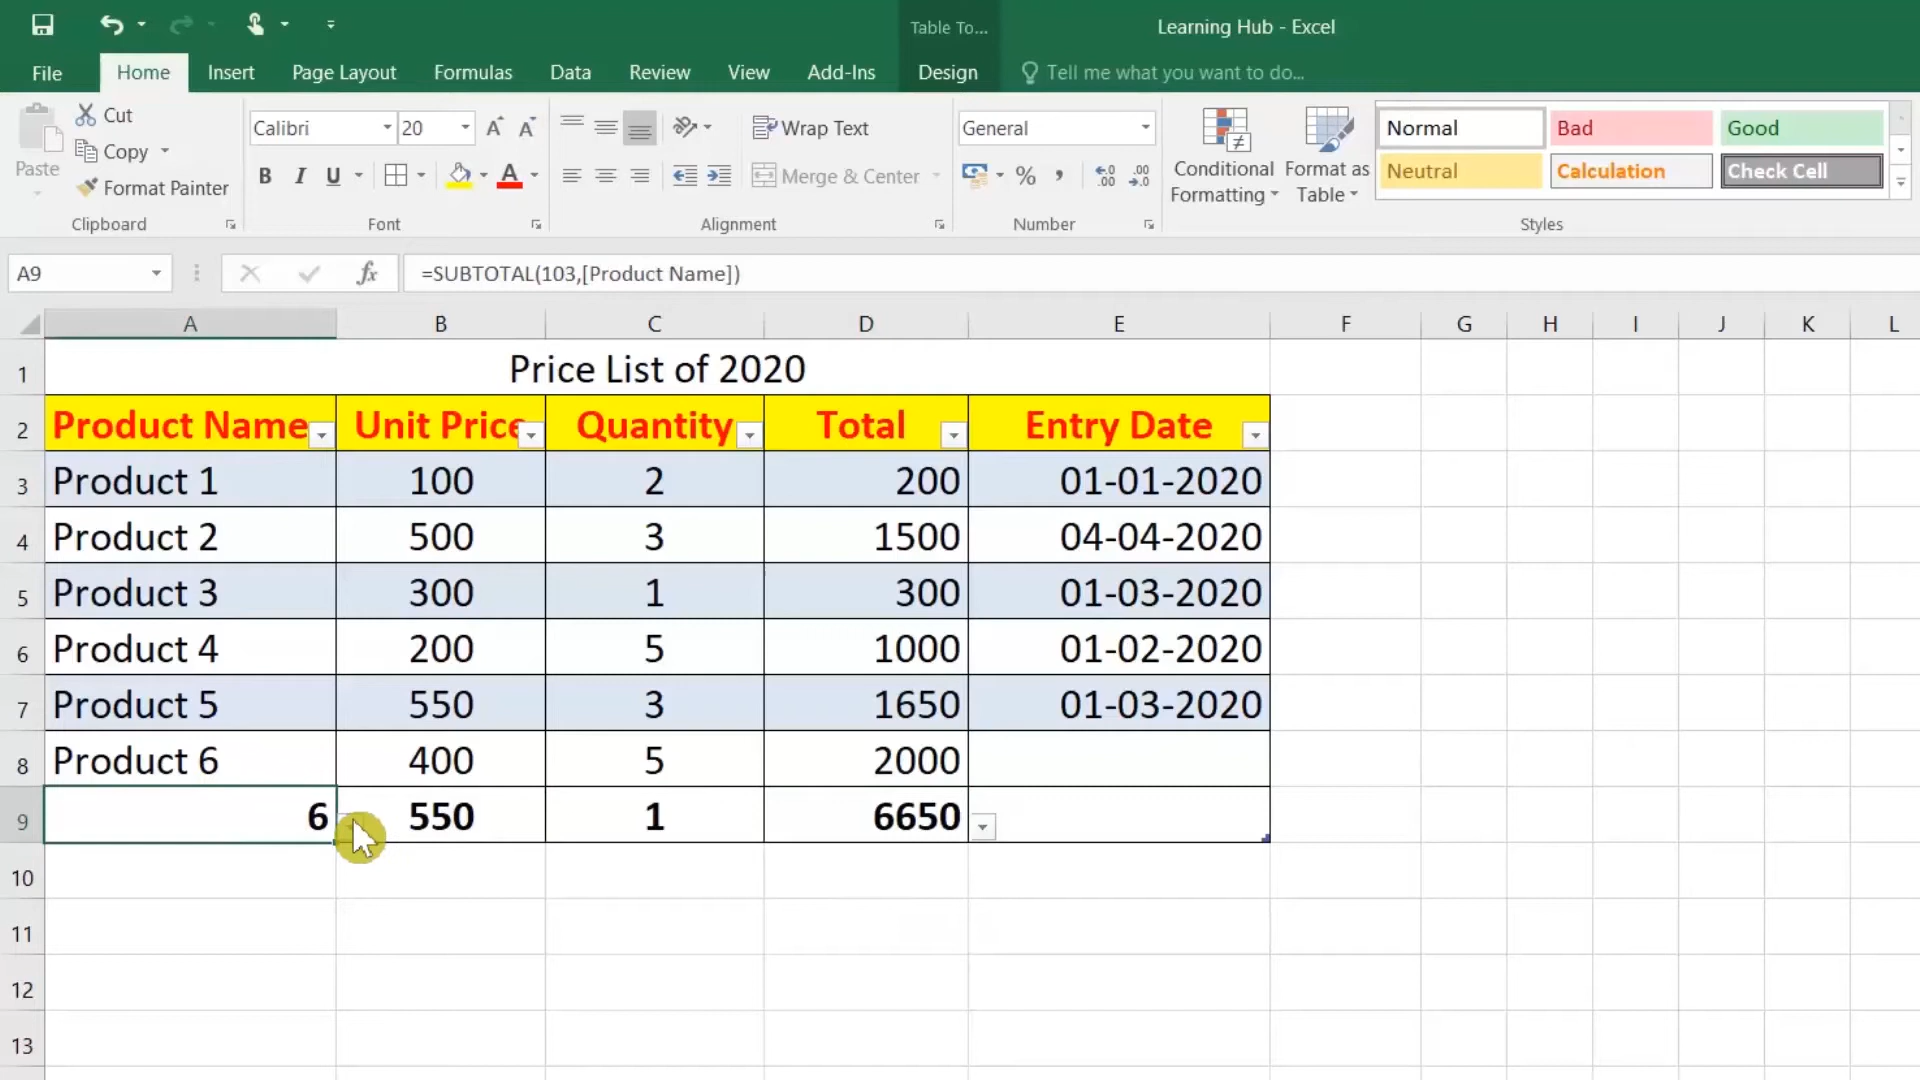 Table To... Learning Hub - Excel
File Home Insert Page Layout Formulas Data Review View Add-Ins Design Tell me what you want to do...
Paste Cut Copy Format Painter Clipboard
Calibri 20 B I U A Font
Wrap Text Merge & Center Alignment
General % , Number
Conditional Formatting Format as Table
Normal Bad Good
Neutral Calculation Check Cell
Styles
A9 fx =SUBTOTAL(103,[Product Name])
A B C D E F G H I J K L
1 Price List of 2020
2 Product Name Unit Price Quantity Total Entry Date
3 Product 1 100 2 200 01-01-2020
4 Product 2 500 3 1500 04-04-2020
5 Product 3 300 1 300 01-03-2020
6 Product 4 200 5 1000 01-02-2020
7 Product 5 550 3 1650 01-03-2020
8 Product 6 400 5 2000
9 6 550 1 6650
10
11
12
13